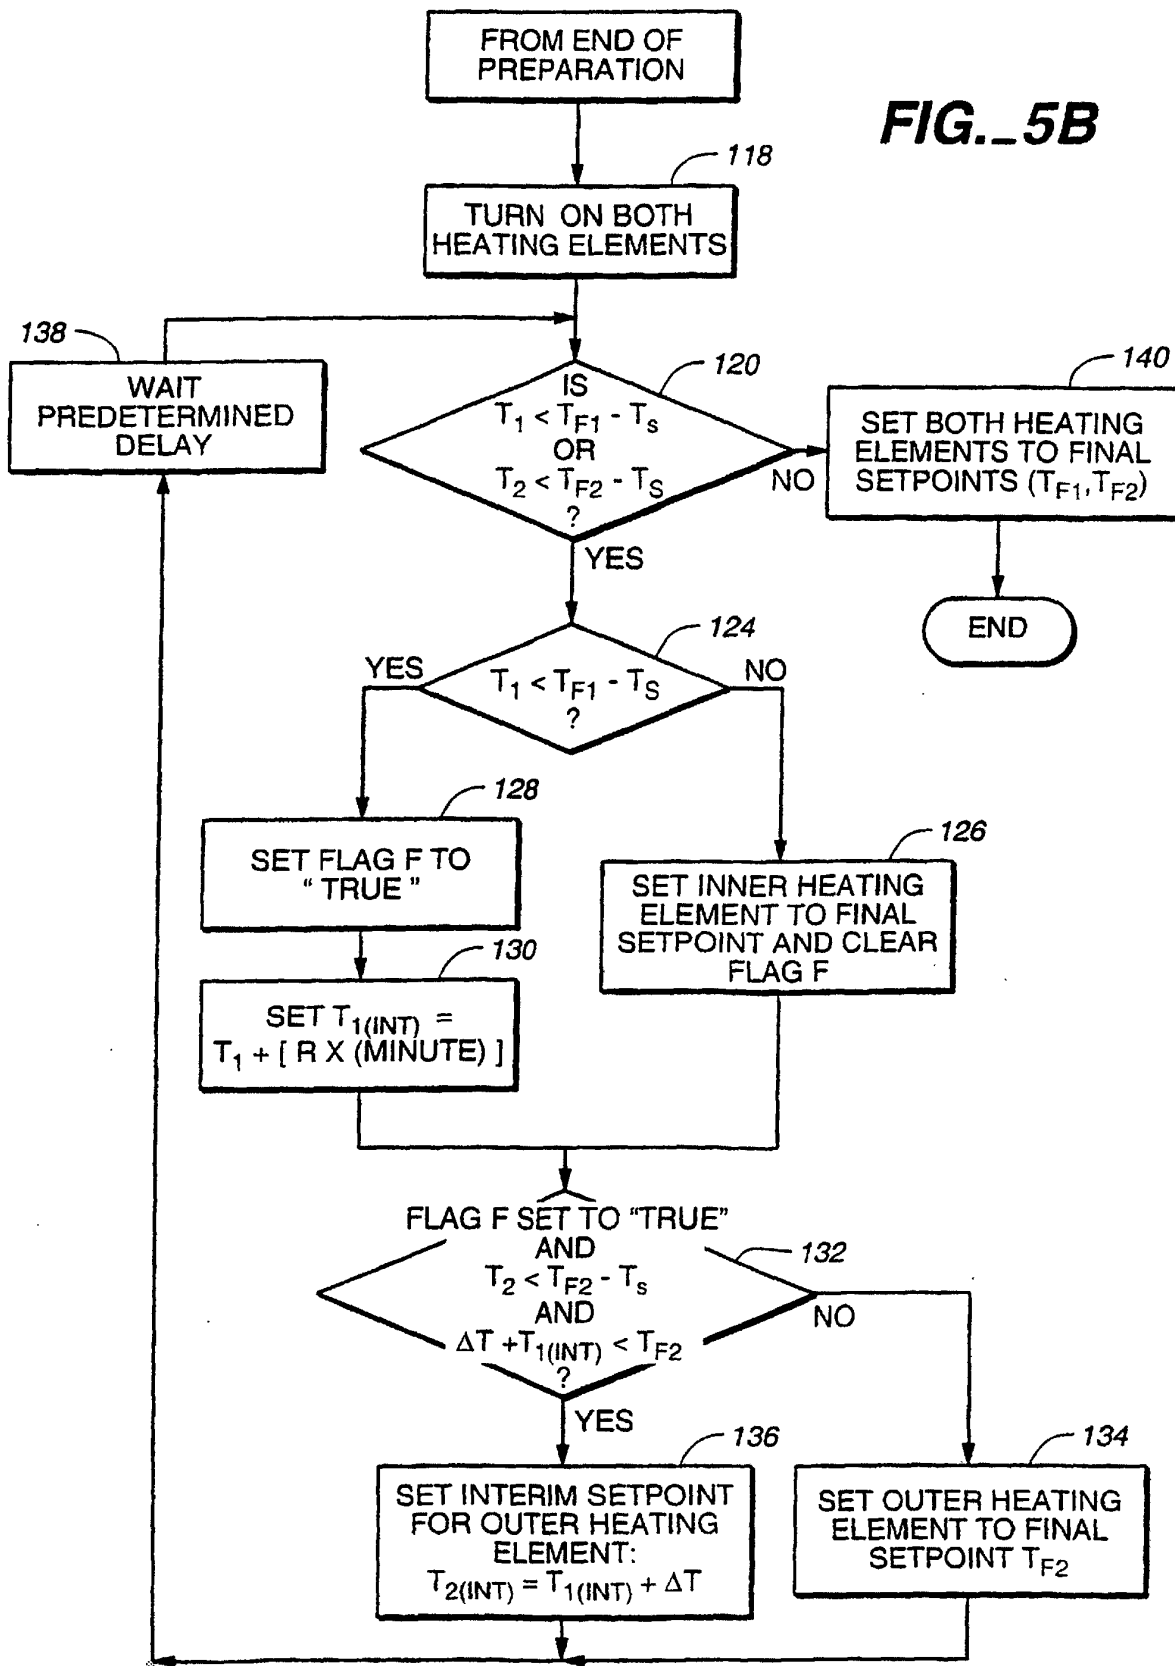 FROM END OF
PREPARATION
FIG._5B
118
TURN ON BOTH
HEATING ELEMENTS
138
WAIT
PREDETERMINED
DELAY
120
IS
T1 < TF1 - Ts
OR
T2 < TF2 - TS
?
NO
YES
140
SET BOTH HEATING
ELEMENTS TO FINAL
SETPOINTS (TF1,TF2)
END
124
YES
T1 < TF1 - TS
?
NO
128
SET FLAG F TO
“ TRUE ”
126
SET INNER HEATING
ELEMENT TO FINAL
SETPOINT AND CLEAR
FLAG F
130
SET T1(INT) =
T1 + [ R X (MINUTE) ]
FLAG F SET TO “TRUE”
AND
T2 < TF2 - Ts
AND
ΔT +T1(INT) < TF2
?
132
NO
YES
136
SET INTERIM SETPOINT
FOR OUTER HEATING
ELEMENT:
T2(INT) = T1(INT) + ΔT
134
SET OUTER HEATING
ELEMENT TO FINAL
SETPOINT TF2